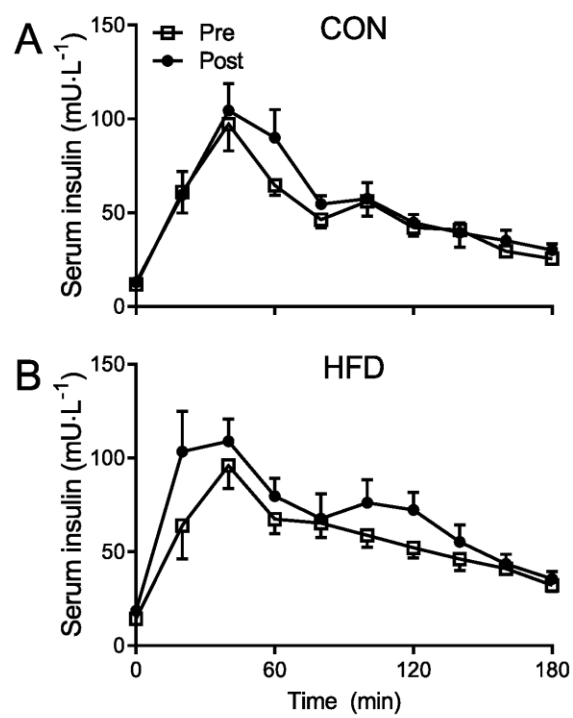 A
CON
Pre
Post
Serum insulin (mU·L⁻¹)
150
100
50
0
B
HFD
Serum insulin (mU·L⁻¹)
150
100
50
0
0 60 120 180
Time (min)